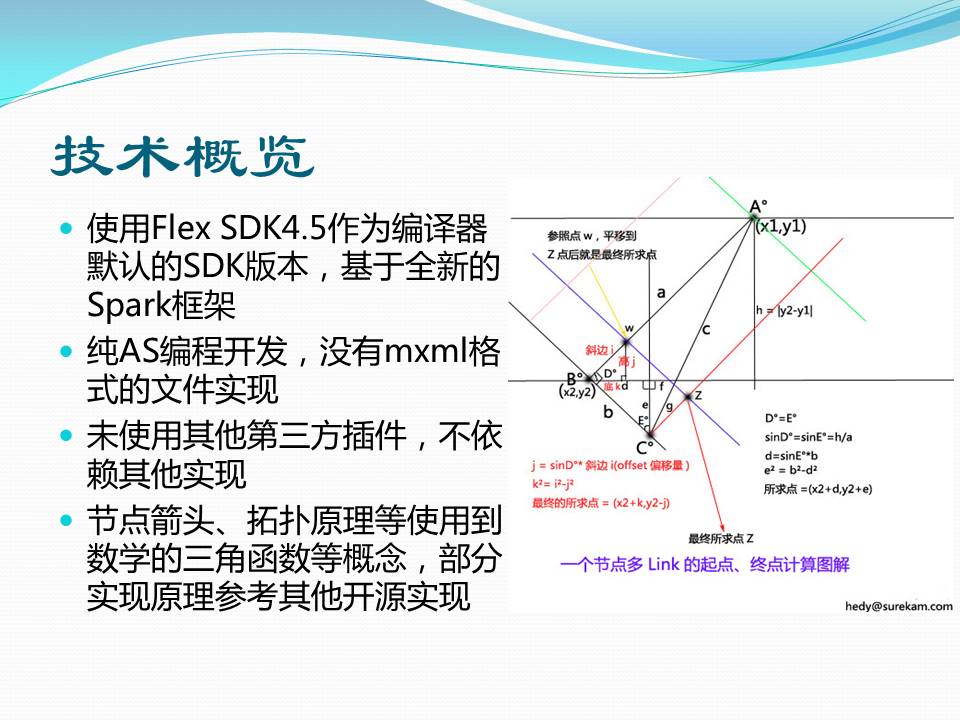 技术概览
使用Flex SDK4.5作为编译器
默认的SDK版本，基于全新的
Spark框架
纯AS编程开发，没有mxml格
式的文件实现
未使用其他第三方插件，不依
赖其他实现
节点箭头、拓扑原理等使用到
数学的三角函数等概念，部分
实现原理参考其他开源实现
A°
(x1,y1)
参照点 w，平移到
Z 点后就是最终所求点
a
h = |y2-y1|
c
w
斜边 i
高 j
B°
D°
(x2,y2)
底 k
d
f
b
e
g
Z
E°
C°
D°=E°
sinD°=sinE°=h/a
d=sinE°*b
e² = b²-d²
所求点 =(x2+d,y2+e)
j = sinD°* 斜边 i(offset 偏移量 )
k²= i²-j²
最终的所求点 = (x2+k,y2-j)
最终所求点 Z
一个节点多 Link 的起点、终点计算图解
hedy@surekam.com